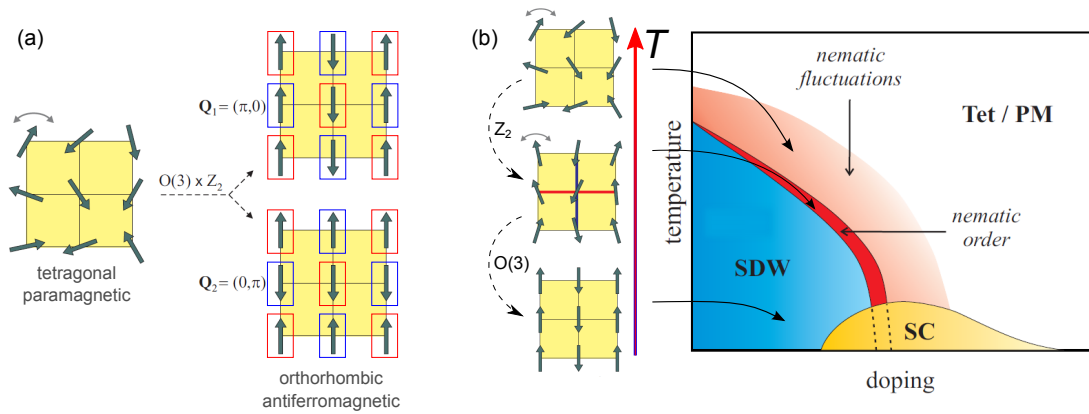 (a)
Q₁ = (π,0)
O(3) x Z₂
tetragonal
paramagnetic
Q₂ = (0,π)
orthorhombic
antiferromagnetic
(b)
T
Z₂
O(3)
temperature
nematic
fluctuations
Tet / PM
nematic
order
SDW
SC
doping